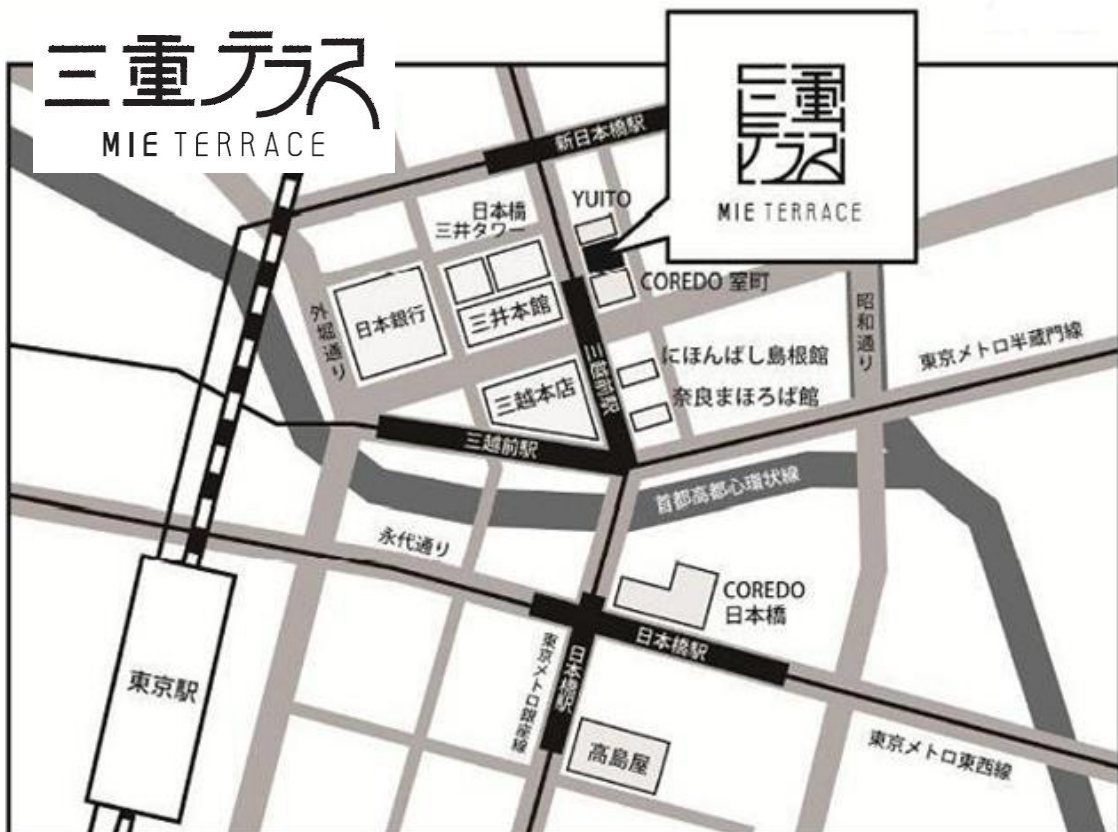 三重テラス
MIE TERRACE
三重
テラス
MIE TERRACE
新日本橋駅
YUITO
日本橋
三井タワー
COREDO 室町
外堀通り
日本銀行
三井本館
三越前駅
昭和通り
にほんばし島根館
東京メトロ半蔵門線
三越本店
奈良まほろば館
三越前駅
首都高都心環状線
永代通り
COREDO
日本橋
日本橋駅
日本橋駅
東京メトロ銀座線
東京駅
高島屋
東京メトロ東西線